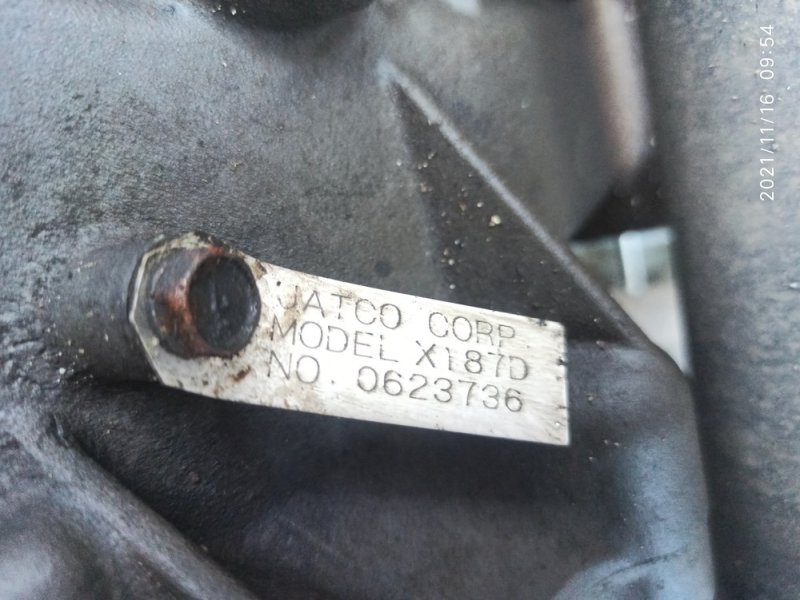 JATCO CORP
MODEL X187D
NO. 0623736
2021/11/16 09:54